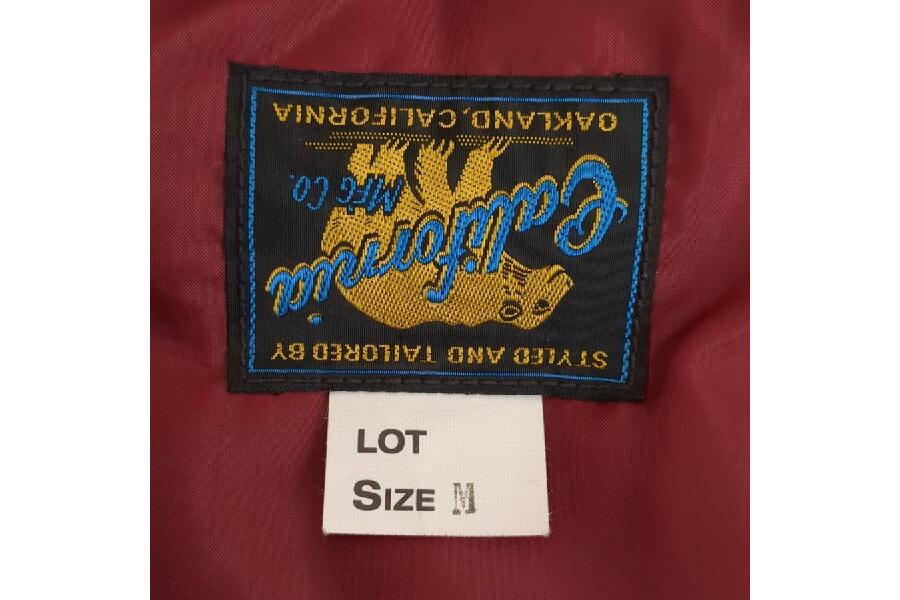 STYLED AND TAILORED BY
California
MFG CO.
OAKLAND, CALIFORNIA
LOT
SIZE M